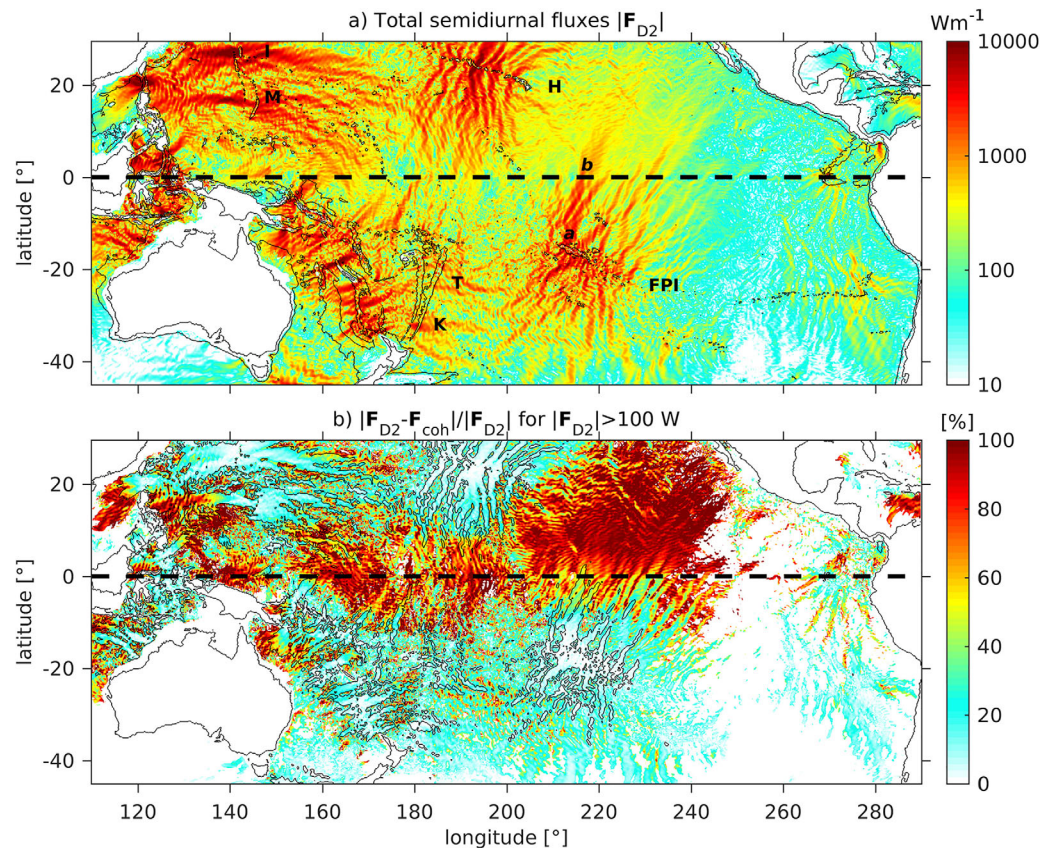 a) Total semidiurnal fluxes |F_D2|
Wm⁻¹
I
M
H
b
a
T
FPI
K
20
0
-20
-40
latitude [°]
10000
1000
100
10
b) |F_D2-F_coh|/|F_D2| for |F_D2|>100 W
[%]
20
0
-20
-40
latitude [°]
100
80
60
40
20
0
120 140 160 180 200 220 240 260 280
longitude [°]